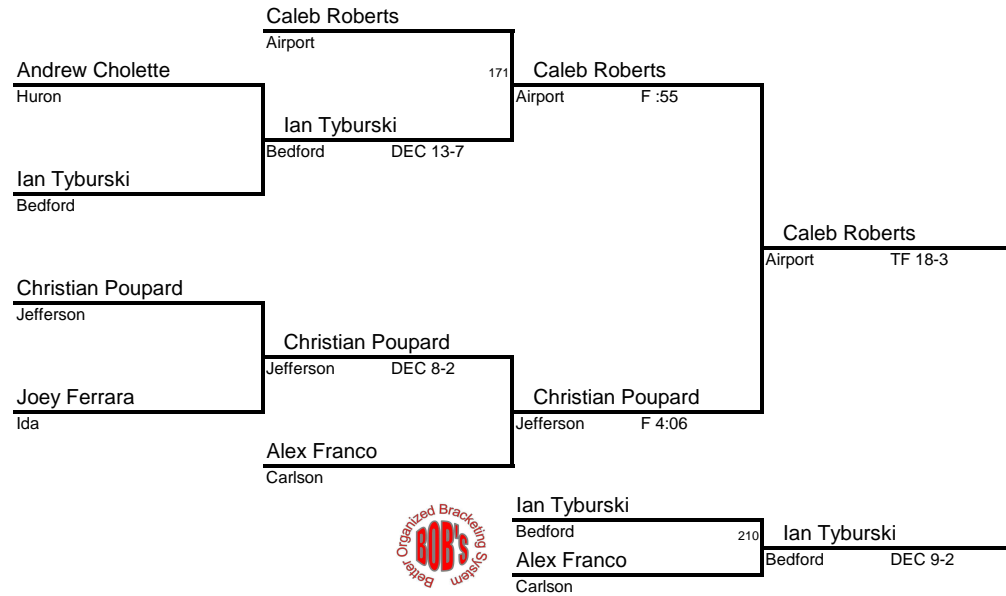 Caleb Roberts
Airport
Andrew Cholette
Huron
171
Caleb Roberts
Airport F :55
Ian Tyburski
Bedford DEC 13-7
Ian Tyburski
Bedford
Caleb Roberts
Airport TF 18-3
Christian Poupard
Jefferson
Christian Poupard
Jefferson DEC 8-2
Joey Ferrara
Ida
Christian Poupard
Jefferson F 4:06
Alex Franco
Carlson
Better Organized Bracketing System
BOB'S
Ian Tyburski
Bedford
210
Ian Tyburski
Bedford DEC 9-2
Alex Franco
Carlson